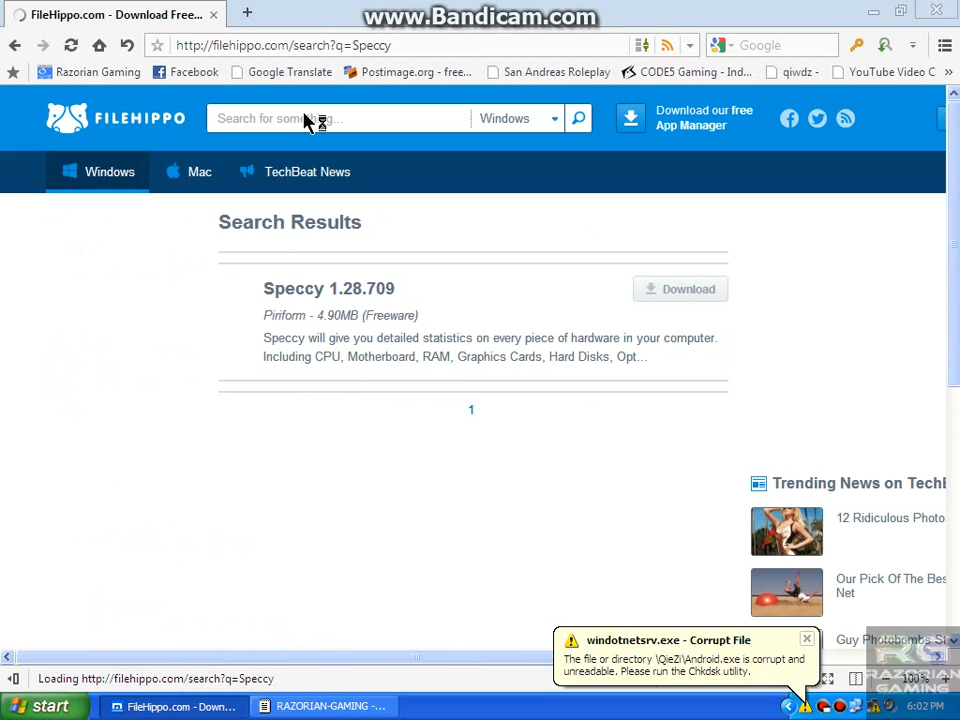 www.Bandicam.com
FileHippo.com - Download Free...
http://filehippo.com/search?q=Speccy
Google
Razorian Gaming
Facebook
Google Translate
Postimage.org - free...
San Andreas Roleplay
CODE5 Gaming - Ind...
qiwdz -
YouTube Video C
»
FILEHIPPO
Search for something...
Windows
Download our free
App Manager
Windows
Mac
TechBeat News
Search Results
Speccy 1.28.709
Download
Piriform - 4.90MB (Freeware)
Speccy will give you detailed statistics on every piece of hardware in your computer.
Including CPU, Motherboard, RAM, Graphics Cards, Hard Disks, Opt...
1
Trending News on TechB
12 Ridiculous Photo
Our Pick Of The Bes
Net
Guy Photobombs
windotnetsrv.exe - Corrupt File
The file or directory \QieZi\Android.exe is corrupt and
unreadable. Please run the Chkdsk utility.
Loading http://filehippo.com/search?q=Speccy
100%
RG
RAZORIAN
GAMING
start
FileHippo.com - Down...
RAZORIAN-GAMING -...
6:02 PM